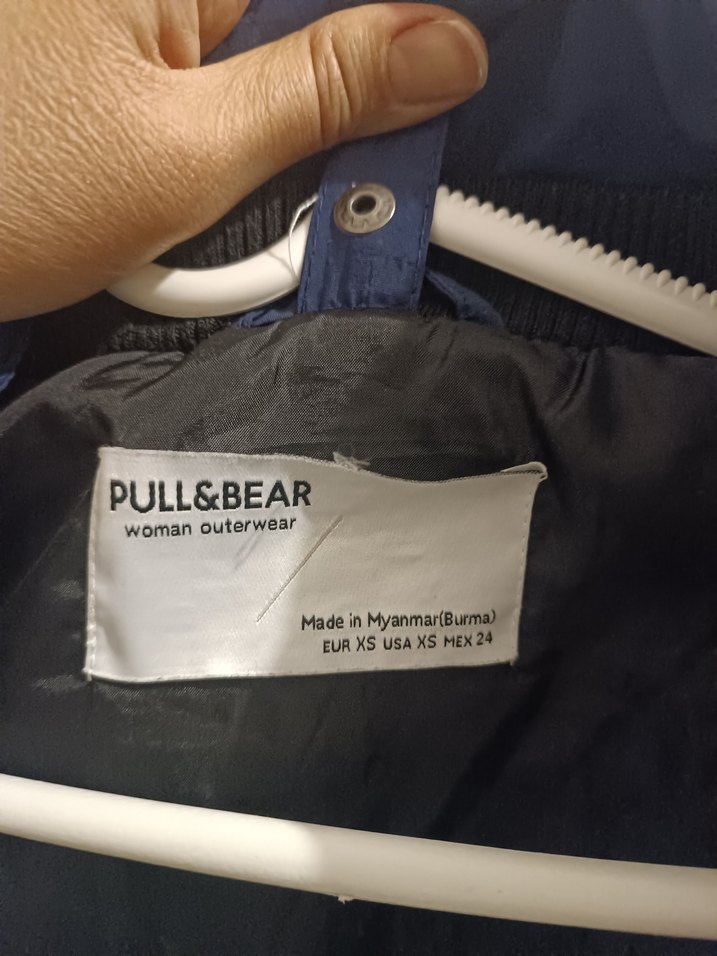 PULL&BEAR
woman outerwear
Made in Myanmar(Burma)
EUR XS USA XS MEX 24